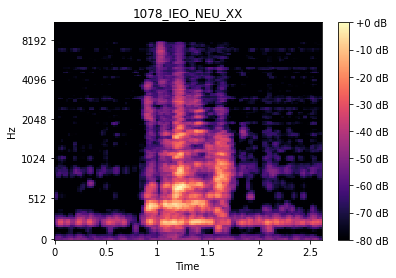 1078_IEO_NEU_XX
+0 dB
8192
-10 dB
4096
-20 dB
-30 dB
2048
Hz
-40 dB
1024
-50 dB
512
-60 dB
-70 dB
0
-80 dB
0 0.5 1 1.5 2 2.5
Time